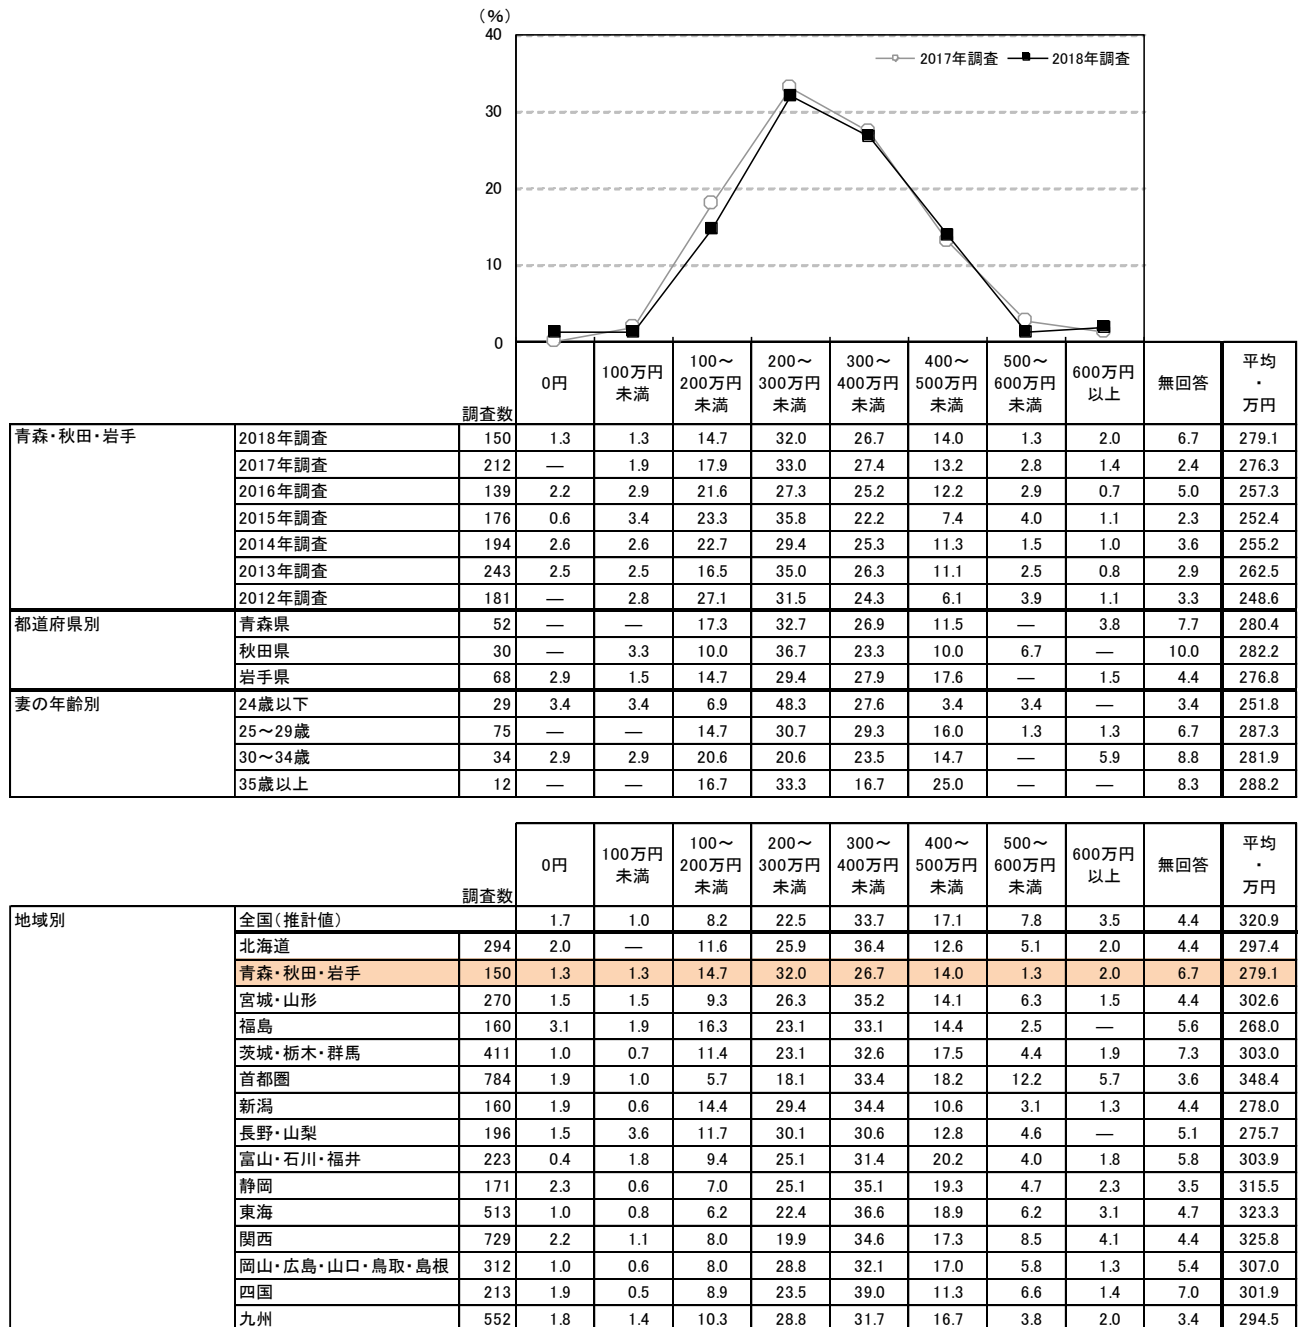 （％）
40
30
20
10
0
2017年調査 2018年調査
調査数 0円 100万円未満 100～200万円未満 200～300万円未満 300～400万円未満 400～500万円未満 500～600万円未満 600万円以上 無回答 平均・万円
青森・秋田・岩手 2018年調査 150 1.3 1.3 14.7 32.0 26.7 14.0 1.3 2.0 6.7 279.1
2017年調査 212 — 1.9 17.9 33.0 27.4 13.2 2.8 1.4 2.4 276.3
2016年調査 139 2.2 2.9 21.6 27.3 25.2 12.2 2.9 0.7 5.0 257.3
2015年調査 176 0.6 3.4 23.3 35.8 22.2 7.4 4.0 1.1 2.3 252.4
2014年調査 194 2.6 2.6 22.7 29.4 25.3 11.3 1.5 1.0 3.6 255.2
2013年調査 243 2.5 2.5 16.5 35.0 26.3 11.1 2.5 0.8 2.9 262.5
2012年調査 181 — 2.8 27.1 31.5 24.3 6.1 3.9 1.1 3.3 248.6
都道府県別 青森県 52 — — 17.3 32.7 26.9 11.5 — 3.8 7.7 280.4
秋田県 30 — 3.3 10.0 36.7 23.3 10.0 6.7 — 10.0 282.2
岩手県 68 2.9 1.5 14.7 29.4 27.9 17.6 — 1.5 4.4 276.8
妻の年齢別 24歳以下 29 3.4 3.4 6.9 48.3 27.6 3.4 3.4 — 3.4 251.8
25～29歳 75 — — 14.7 30.7 29.3 16.0 1.3 1.3 6.7 287.3
30～34歳 34 2.9 2.9 20.6 20.6 23.5 14.7 — 5.9 8.8 281.9
35歳以上 12 — — 16.7 33.3 16.7 25.0 — — 8.3 288.2
調査数 0円 100万円未満 100～200万円未満 200～300万円未満 300～400万円未満 400～500万円未満 500～600万円未満 600万円以上 無回答 平均・万円
地域別 全国（推計値） 1.7 1.0 8.2 22.5 33.7 17.1 7.8 3.5 4.4 320.9
北海道 294 2.0 — 11.6 25.9 36.4 12.6 5.1 2.0 4.4 297.4
青森・秋田・岩手 150 1.3 1.3 14.7 32.0 26.7 14.0 1.3 2.0 6.7 279.1
宮城・山形 270 1.5 1.5 9.3 26.3 35.2 14.1 6.3 1.5 4.4 302.6
福島 160 3.1 1.9 16.3 23.1 33.1 14.4 2.5 — 5.6 268.0
茨城・栃木・群馬 411 1.0 0.7 11.4 23.1 32.6 17.5 4.4 1.9 7.3 303.0
首都圏 784 1.9 1.0 5.7 18.1 33.4 18.2 12.2 5.7 3.6 348.4
新潟 160 1.9 0.6 14.4 29.4 34.4 10.6 3.1 1.3 4.4 278.0
長野・山梨 196 1.5 3.6 11.7 30.1 30.6 12.8 4.6 — 5.1 275.7
富山・石川・福井 223 0.4 1.8 9.4 25.1 31.4 20.2 4.0 1.8 5.8 303.9
静岡 171 2.3 0.6 7.0 25.1 35.1 19.3 4.7 2.3 3.5 315.5
東海 513 1.0 0.8 6.2 22.4 36.6 18.9 6.2 3.1 4.7 323.3
関西 729 2.2 1.1 8.0 19.9 34.6 17.3 8.5 4.1 4.4 325.8
岡山・広島・山口・鳥取・島根 312 1.0 0.6 8.0 28.8 32.1 17.0 5.8 1.3 5.4 307.0
四国 213 1.9 0.5 8.9 23.5 39.0 11.3 6.6 1.4 7.0 301.9
九州 552 1.8 1.4 10.3 28.8 31.7 16.7 3.8 2.0 3.4 294.5